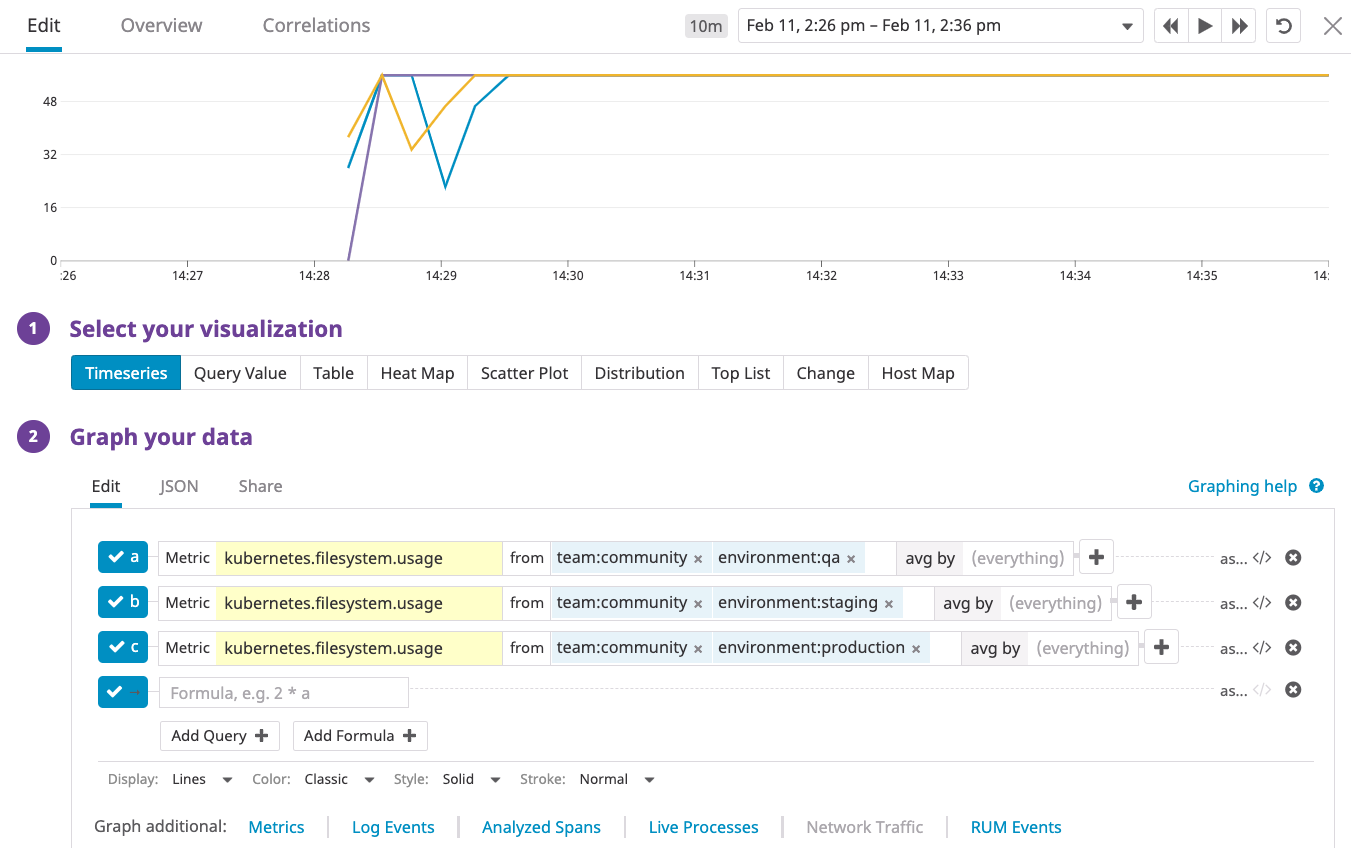 Edit Overview Correlations 10m Feb 11, 2:26 pm – Feb 11, 2:36 pm
48
32
16
0
:26 14:27 14:28 14:29 14:30 14:31 14:32 14:33 14:34 14:35 14:
1 Select your visualization
Timeseries Query Value Table Heat Map Scatter Plot Distribution Top List Change Host Map
2 Graph your data
Edit JSON Share Graphing help ?
a Metric kubernetes.filesystem.usage from team:community × environment:qa × avg by (everything) + as... </>
b Metric kubernetes.filesystem.usage from team:community × environment:staging × avg by (everything) + as... </>
c Metric kubernetes.filesystem.usage from team:community × environment:production × avg by (everything) + as... </>
Formula, e.g. 2 * a as... </>
Add Query + Add Formula +
Display: Lines Color: Classic Style: Solid Stroke: Normal
Graph additional: Metrics Log Events Analyzed Spans Live Processes Network Traffic RUM Events